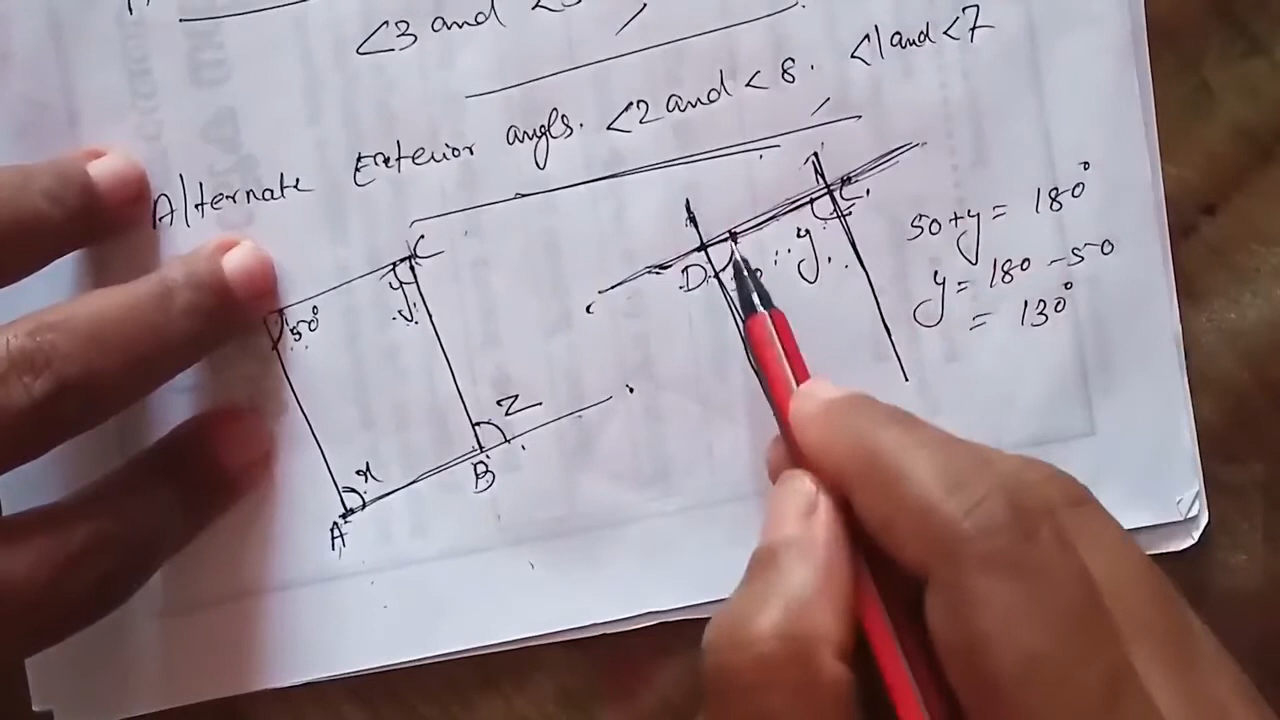 <3 and
Alternate Exterior angls. <2 and <8. <1 and <7
C
50°
y
x
A
Z
B
D
y
C
50+y = 180°
y = 180 - 50
= 130°